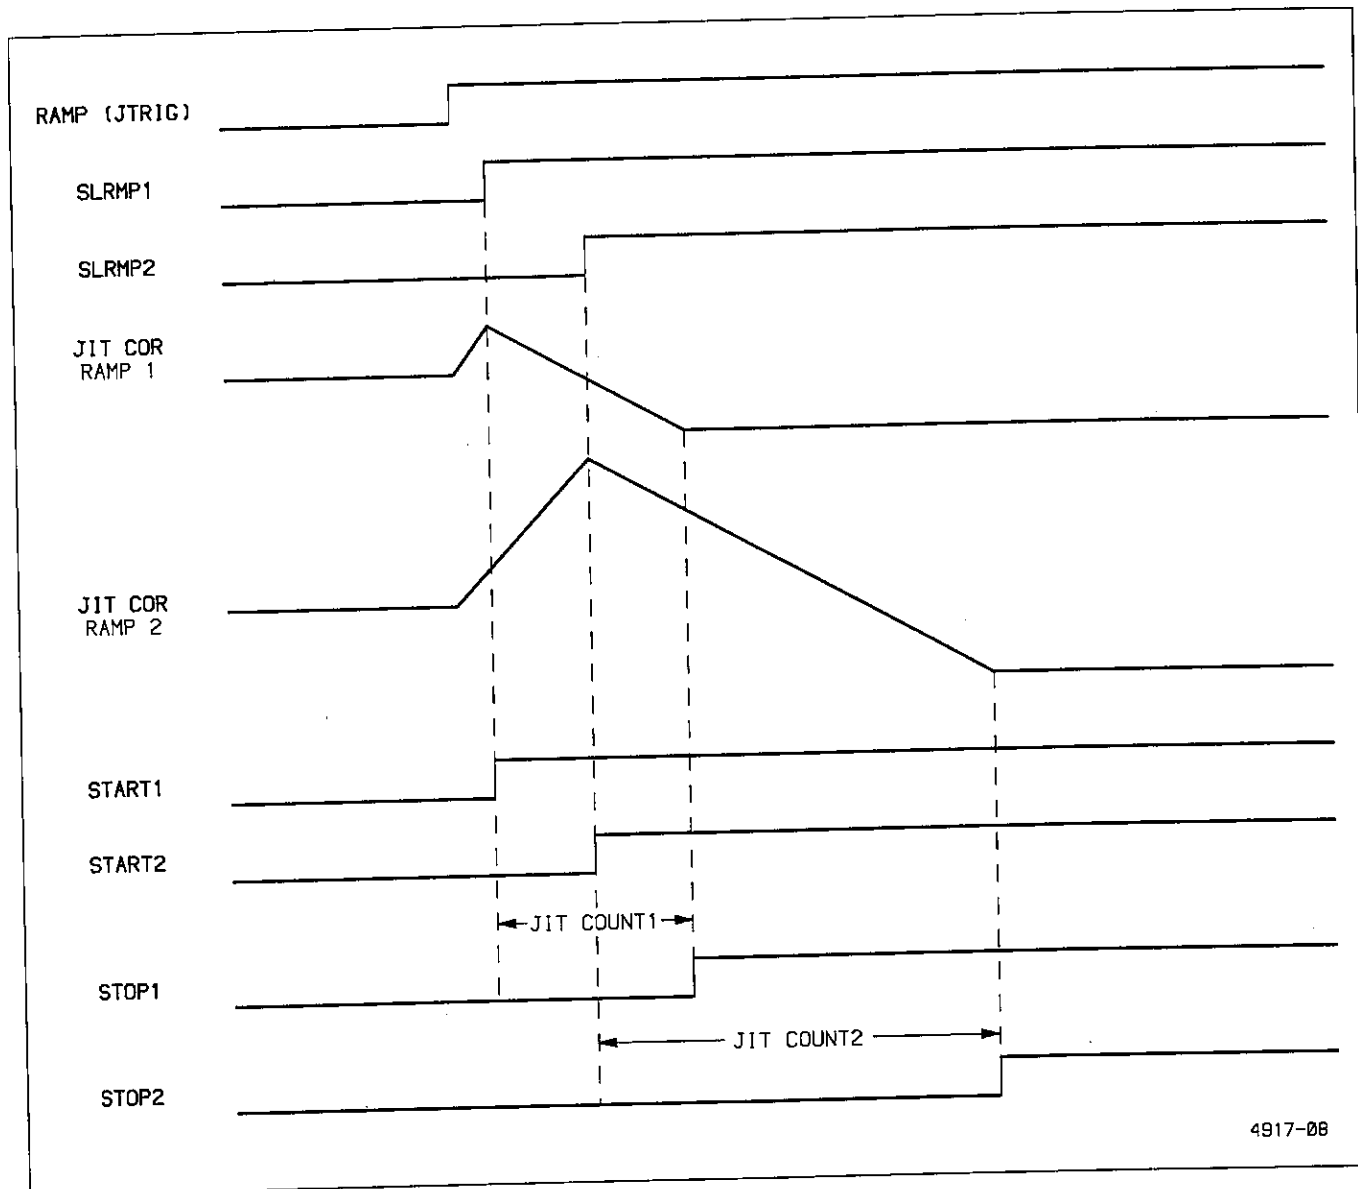 RAMP (JTRIG)
SLRMP1
SLRMP2
JIT COR
RAMP 1
JIT COR
RAMP 2
START1
START2
JIT COUNT1
STOP1
JIT COUNT2
STOP2
4917-08